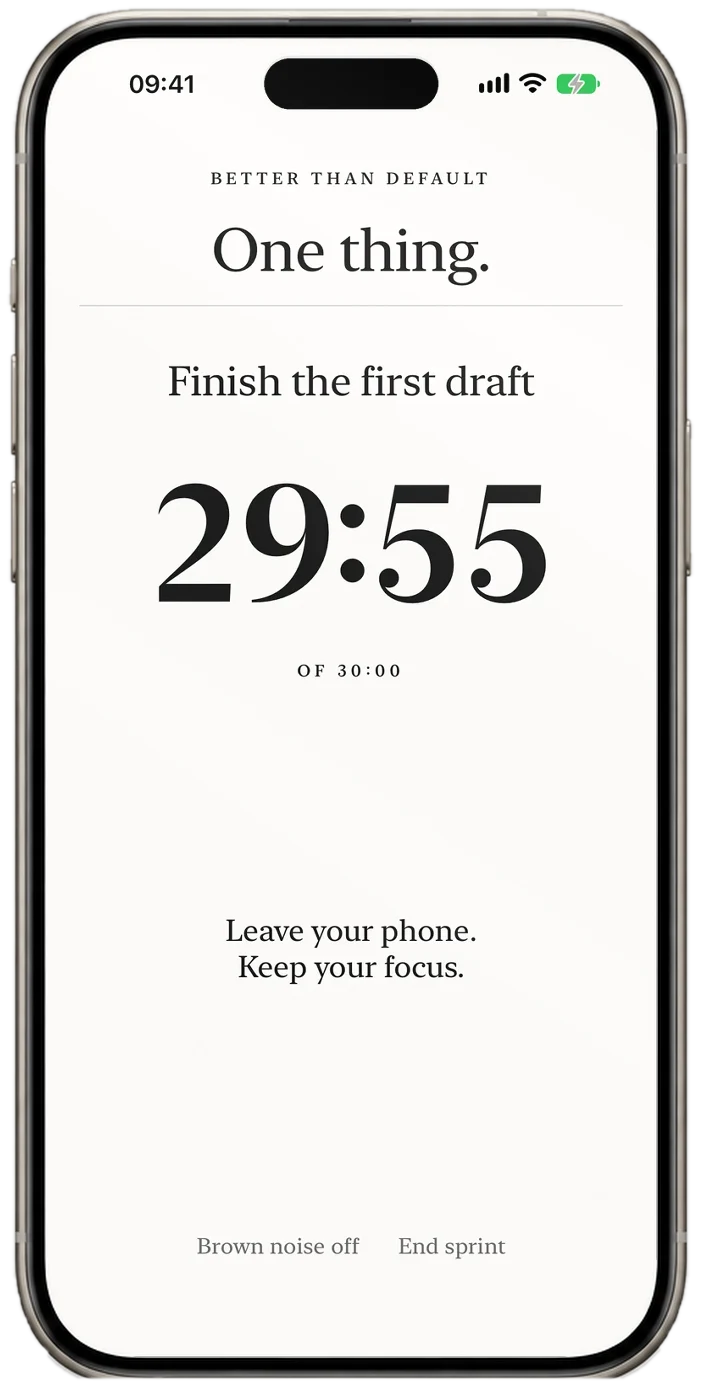 09:41
BETTER THAN DEFAULT
One thing.
Finish the first draft
29:55
OF 30:00
Leave your phone.
Keep your focus.
Brown noise off
End sprint